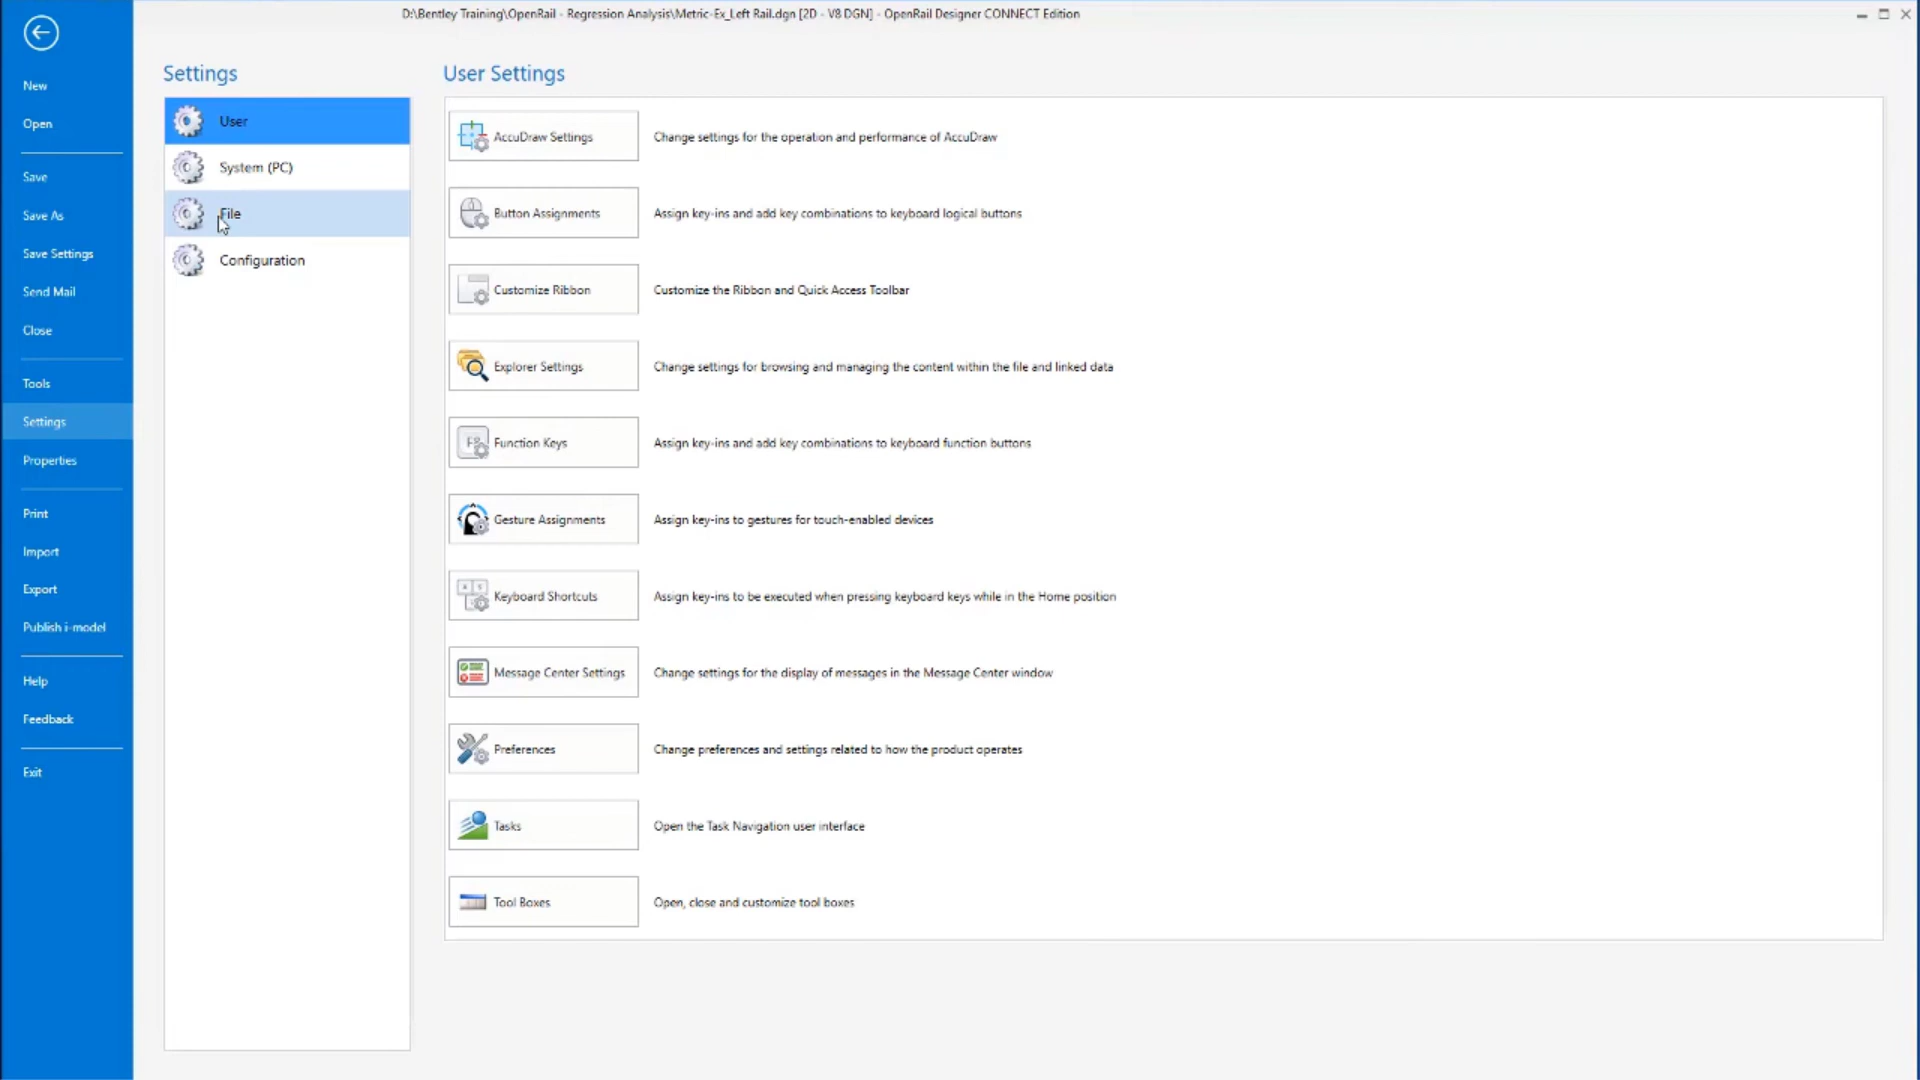 D:\Bentley Training\OpenRail - Regression Analysis\Metric-Ex_Left Rail.dgn [2D - V8 DGN] - OpenRail Designer CONNECT Edition
New
Open
Save
Save As
Save Settings
Send Mail
Close
Tools
Settings
Properties
Print
Import
Export
Publish i-model
Help
Feedback
Exit
Settings
User
System (PC)
File
Configuration
User Settings
AccuDraw Settings Change settings for the operation and performance of AccuDraw
Button Assignments Assign key-ins and add key combinations to keyboard logical buttons
Customize Ribbon Customize the Ribbon and Quick Access Toolbar
Explorer Settings Change settings for browsing and managing the content within the file and linked data
Function Keys Assign key-ins and add key combinations to keyboard function buttons
Gesture Assignments Assign key-ins to gestures for touch-enabled devices
Keyboard Shortcuts Assign key-ins to be executed when pressing keyboard keys while in the Home position
Message Center Settings Change settings for the display of messages in the Message Center window
Preferences Change preferences and settings related to how the product operates
Tasks Open the Task Navigation user interface
Tool Boxes Open, close and customize tool boxes